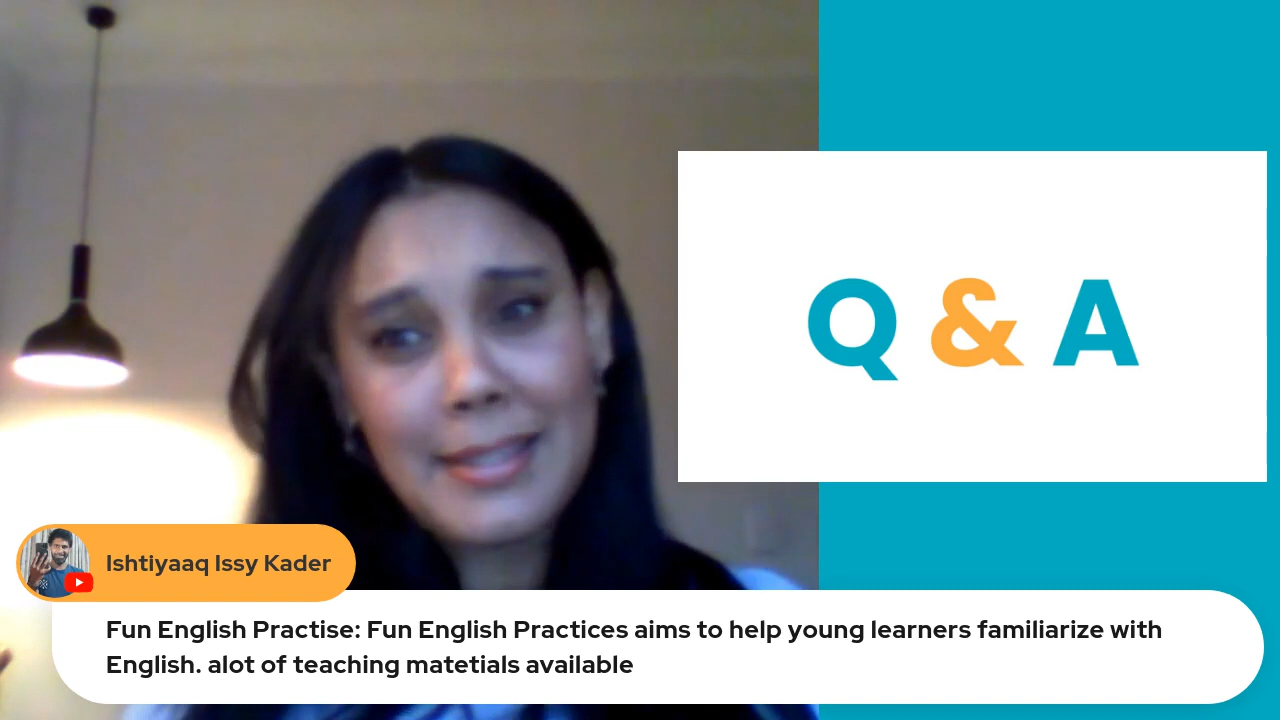 Q & A
Ishtiyaaq Issy Kader
Fun English Practise: Fun English Practices aims to help young learners familiarize with
English. alot of teaching matetials available